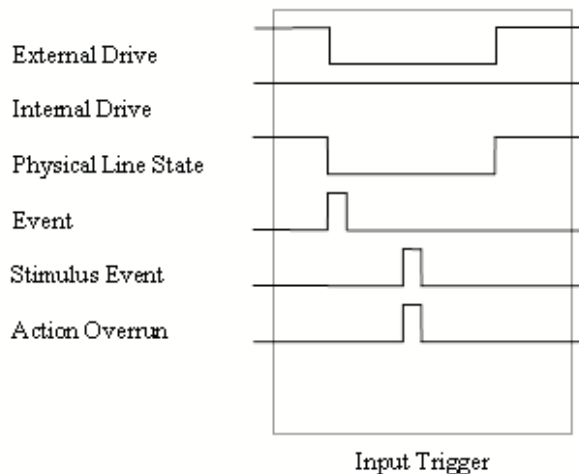 External Drive
Internal Drive
Physical Line State
Event
Stimulus Event
Action Overrun
Input Trigger